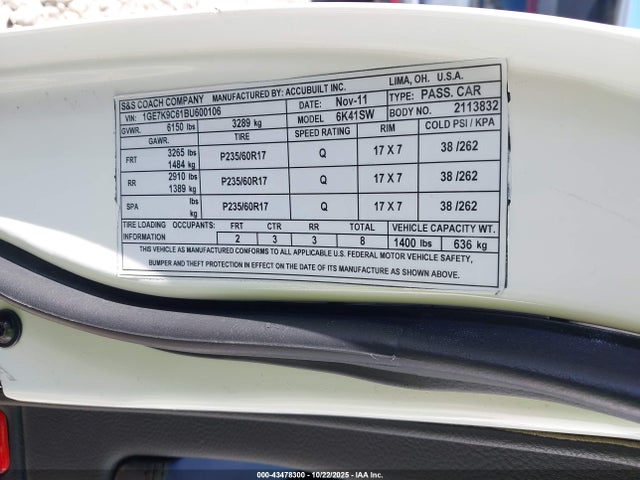 S&S COACH COMPANY MANUFACTURED BY: ACCUBUILT INC. LIMA, OH. U.S.A.
VIN: 1GE7K9C61BU600106 DATE: Nov-11 TYPE: PASS. CAR
GVWR: 6150 lbs 3289 kg MODEL 6K41SW BODY NO. 2113832
GAWR. TIRE SPEED RATING RIM COLD PSI / KPA
FRT 3265 lbs 1484 kg P235/60R17 Q 17 X 7 38 /262
RR 2910 lbs 1389 kg P235/60R17 Q 17 X 7 38 /262
SPA lbs kg P235/60R17 Q 17 X 7 38 /262
TIRE LOADING OCCUPANTS: FRT CTR RR TOTAL VEHICLE CAPACITY WT.
INFORMATION 2 3 3 8 1400 lbs 636 kg
THIS VEHICLE AS MANUFACTURED CONFORMS TO ALL APPLICABLE U.S. FEDERAL MOTOR VEHICLE SAFETY,
BUMPER AND THEFT PROTECTION IN EFFECT ON THE DATE OF ITS MANUFACTURE AS SHOWN ABOVE.
000-43478300 - 10/22/2025 - IAA Inc.